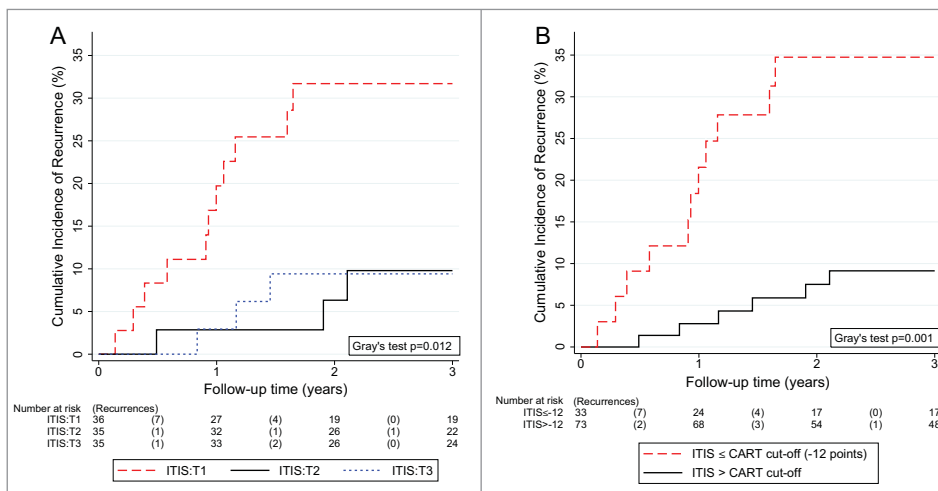 A
Cumulative Incidence of Recurrence (%)
35
30
25
20
15
10
5
0
Gray's test p=0.012
0 1 2 3
Follow-up time (years)
Number at risk (Recurrences)
ITIS:T1 36 (7) 27 (4) 19 (0) 19
ITIS:T2 35 (1) 32 (1) 26 (1) 22
ITIS:T3 35 (1) 33 (2) 26 (0) 24
ITIS:T1 ITIS:T2 ITIS:T3
B
Cumulative Incidence of Recurrence (%)
35
30
25
20
15
10
5
0
Gray's test p=0.001
0 1 2 3
Follow-up time (years)
Number at risk (Recurrences)
ITIS≤-12 33 (7) 24 (4) 17 (0) 17
ITIS>-12 73 (2) 68 (3) 54 (1) 48
ITIS ≤ CART cut-off (-12 points)
ITIS > CART cut-off